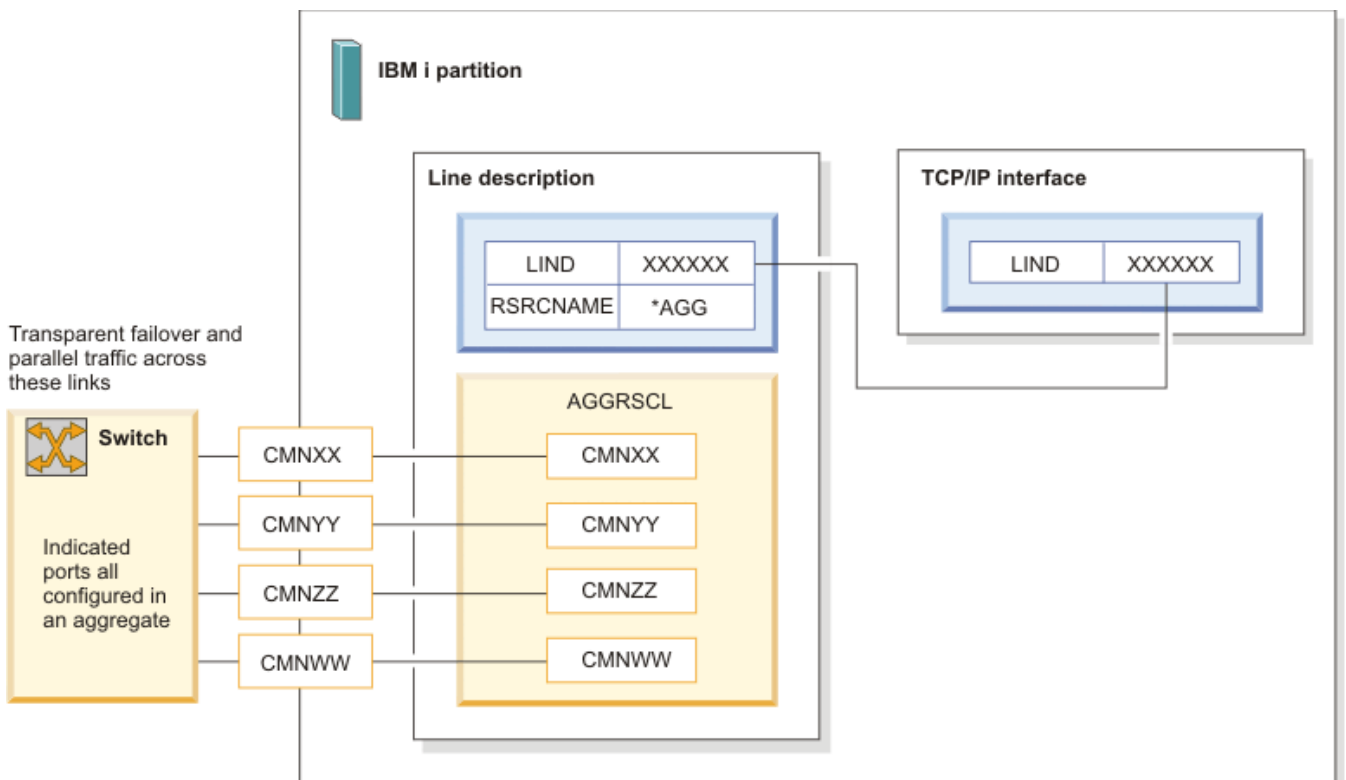 IBM i partition
Line description
TCP/IP interface
LIND XXXXXX
RSRCNAME *AGG
LIND XXXXXX
Transparent failover and
parallel traffic across
these links
Switch
Indicated
ports all
configured in
an aggregate
CMNXX
CMNYY
CMNZZ
CMNWW
AGGRSCL
CMNXX
CMNYY
CMNZZ
CMNWW